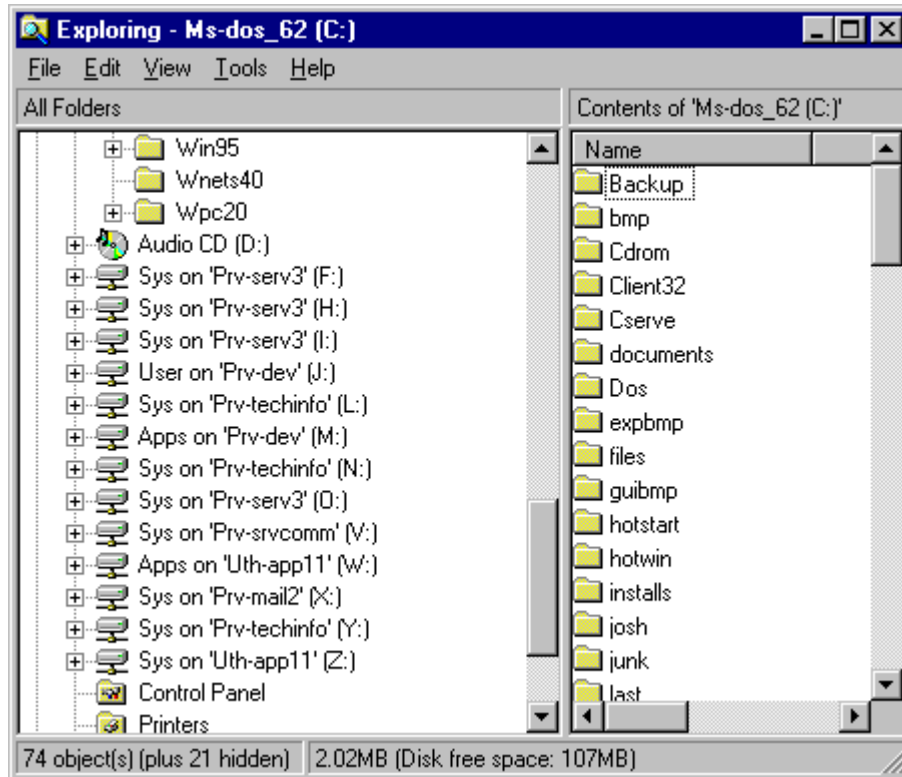 Exploring - Ms-dos_62 (C:)
File Edit View Tools Help
All Folders
Contents of 'Ms-dos_62 (C:)'
Win95
Wnets40
Wpc20
Audio CD (D:)
Sys on 'Prv-serv3' (F:)
Sys on 'Prv-serv3' (H:)
Sys on 'Prv-serv3' (I:)
User on 'Prv-dev' (J:)
Sys on 'Prv-techinfo' (L:)
Apps on 'Prv-dev' (M:)
Sys on 'Prv-techinfo' (N:)
Sys on 'Prv-serv3' (O:)
Sys on 'Prv-srvcomm' (V:)
Apps on 'Uth-app11' (W:)
Sys on 'Prv-mail2' (X:)
Sys on 'Prv-techinfo' (Y:)
Sys on 'Uth-app11' (Z:)
Control Panel
Printers
Name
Backup
bmp
Cdrom
Client32
Cserve
documents
Dos
expbmp
files
guibmp
hotstart
hotwin
installs
josh
junk
last
74 object(s) (plus 21 hidden)
2.02MB (Disk free space: 107MB)